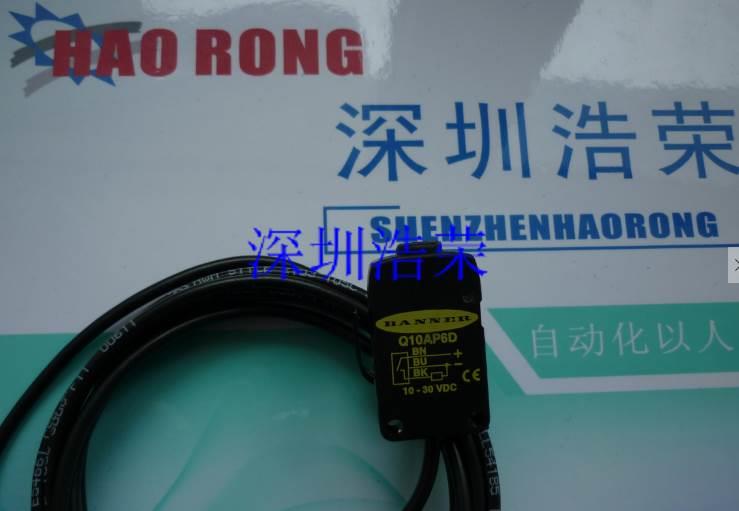 HAO RONG
深圳浩荣
SHENZHENHAORONG
深圳浩荣
BANNER
Q10AP6D
BN +
BU -
BK
10-30 VDC
CE
自动化以人